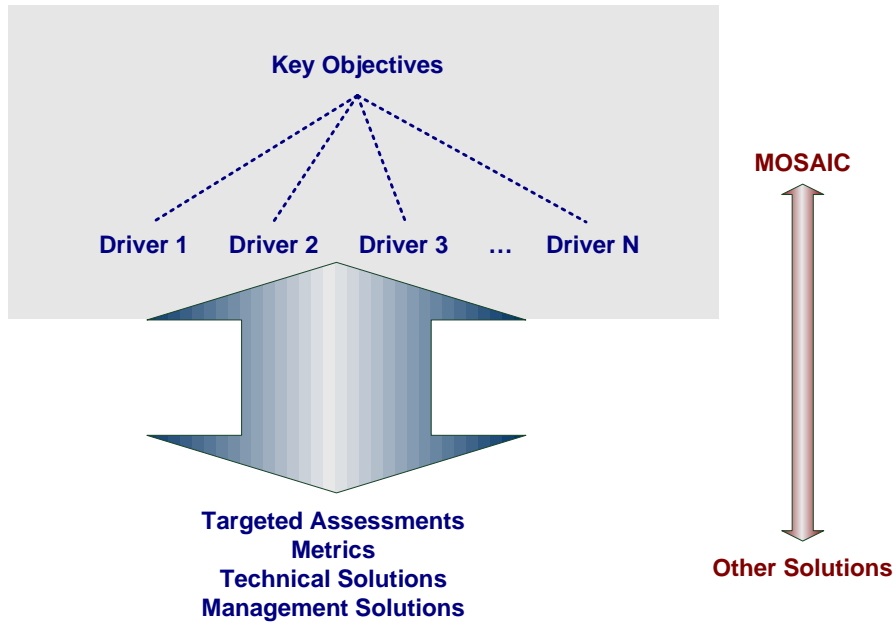 Key Objectives
MOSAIC
Driver 1 Driver 2 Driver 3 … Driver N
Targeted Assessments
Metrics
Technical Solutions
Management Solutions
Other Solutions